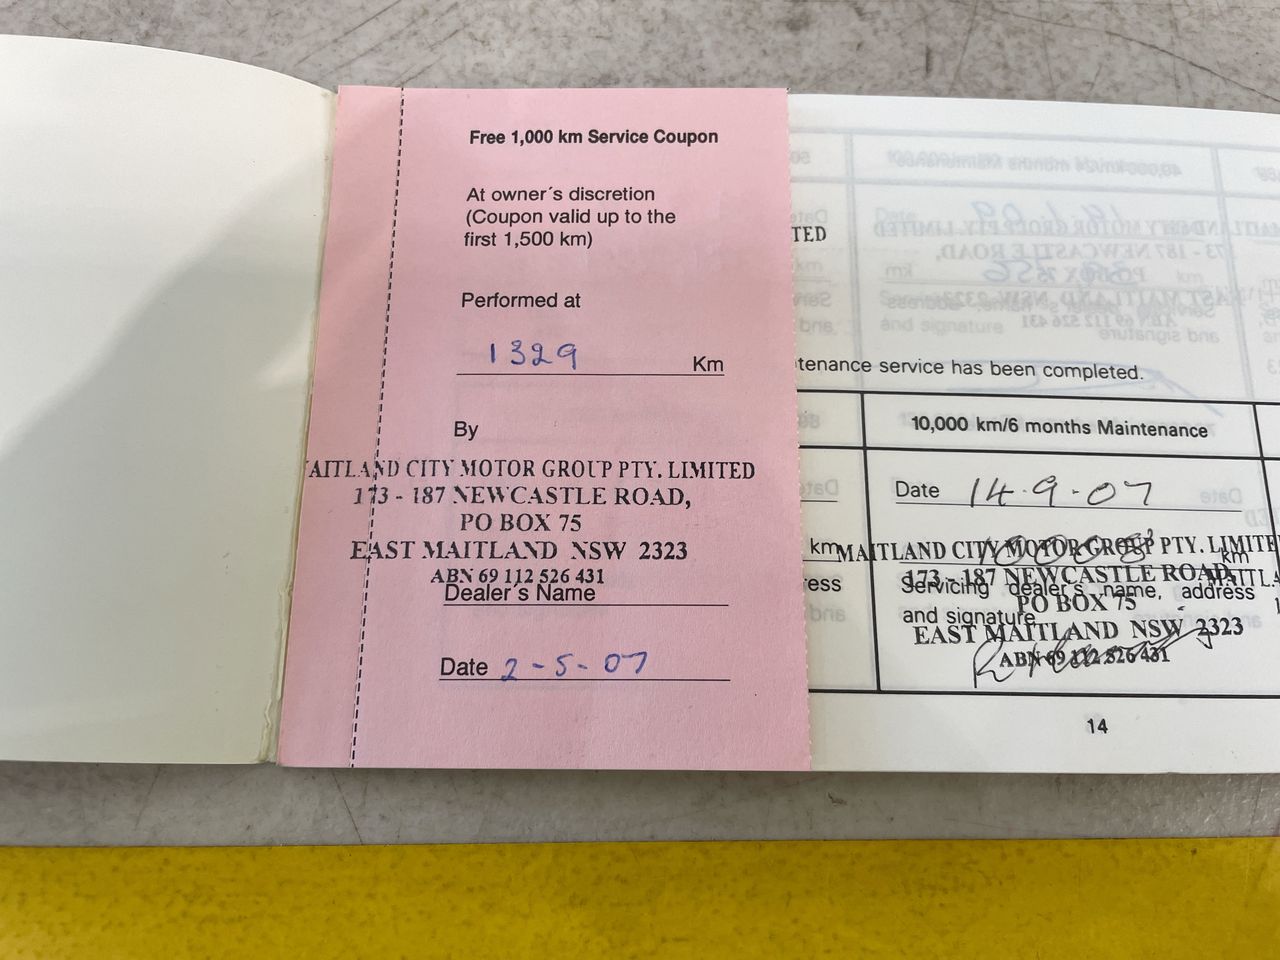 Free 1,000 km Service Coupon
At owner´s discretion
(Coupon valid up to the
first 1,500 km)
Performed at
1329 Km
By
AITLAND CITY MOTOR GROUP PTY. LIMITED
173 - 187 NEWCASTLE ROAD,
PO BOX 75
EAST MAITLAND NSW 2323
ABN 69 112 526 431
Dealer's Name
Date 2-5-07
TED
tenance service has been completed.
10,000 km/6 months Maintenance
Date 14.9.07
km
km
MAITLAND CITY MOTOR GROUP PTY. LIMITE
173 - 187 NEWCASTLE ROAD,
ess
Servicing dealer's name, address
PO BOX 75
and signature
EAST MAITLAND NSW 2323
ABN 69 112 526 431
14